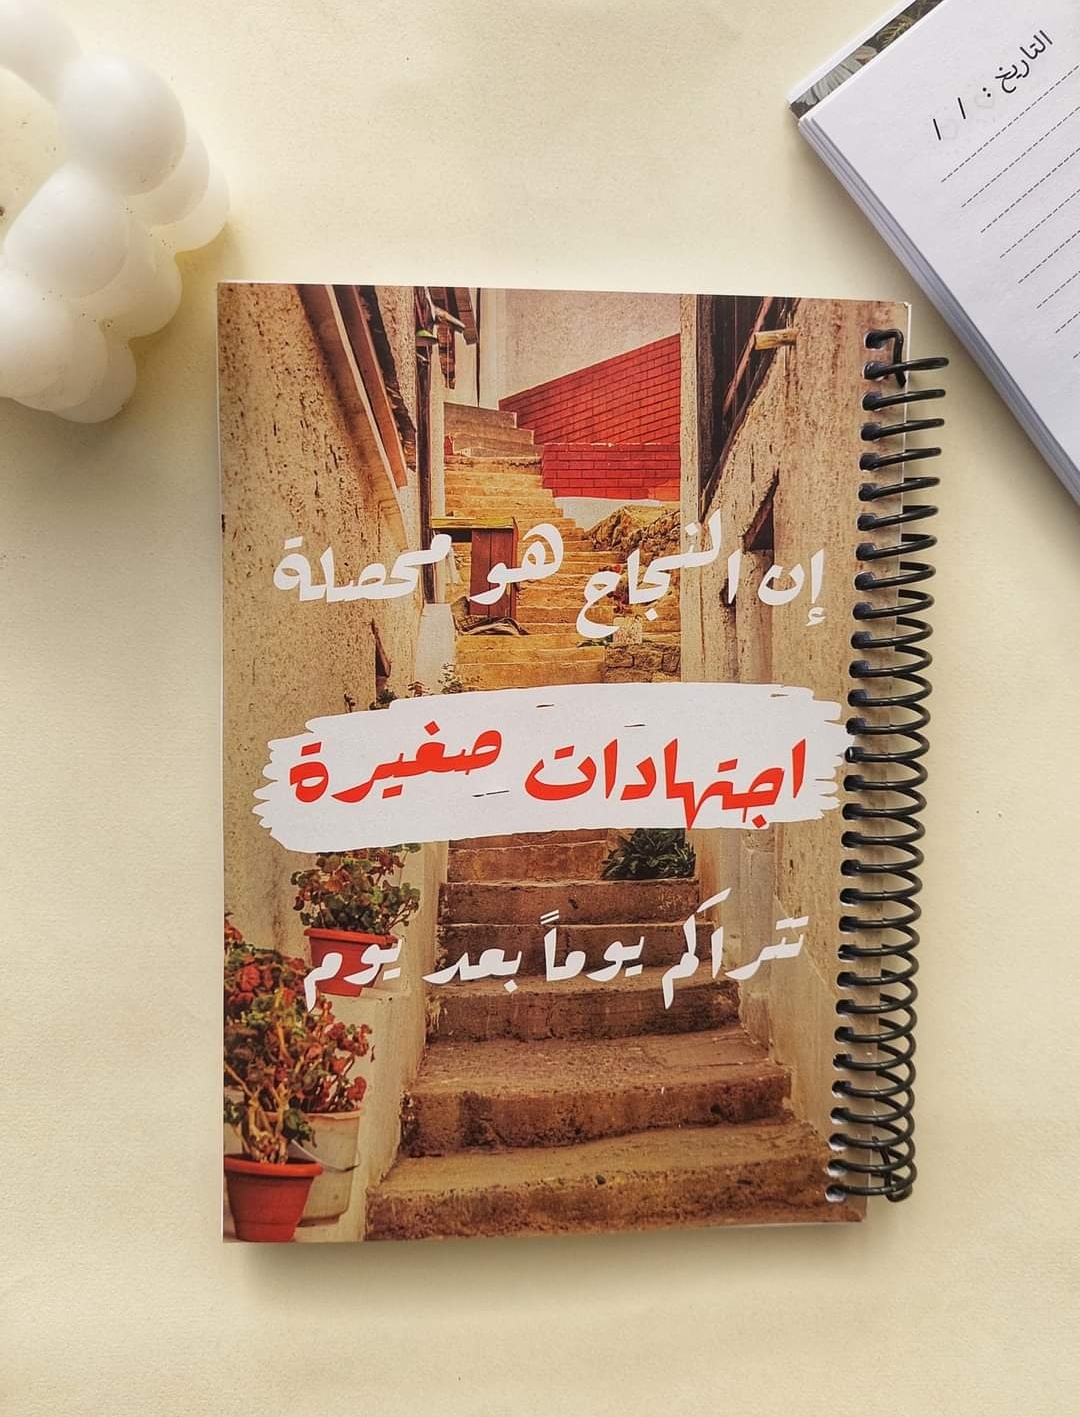 التاريخ : / /
إن النجاح هو محصلة
اجتهادات صغيرة
تتراكم يوماً بعد يوم